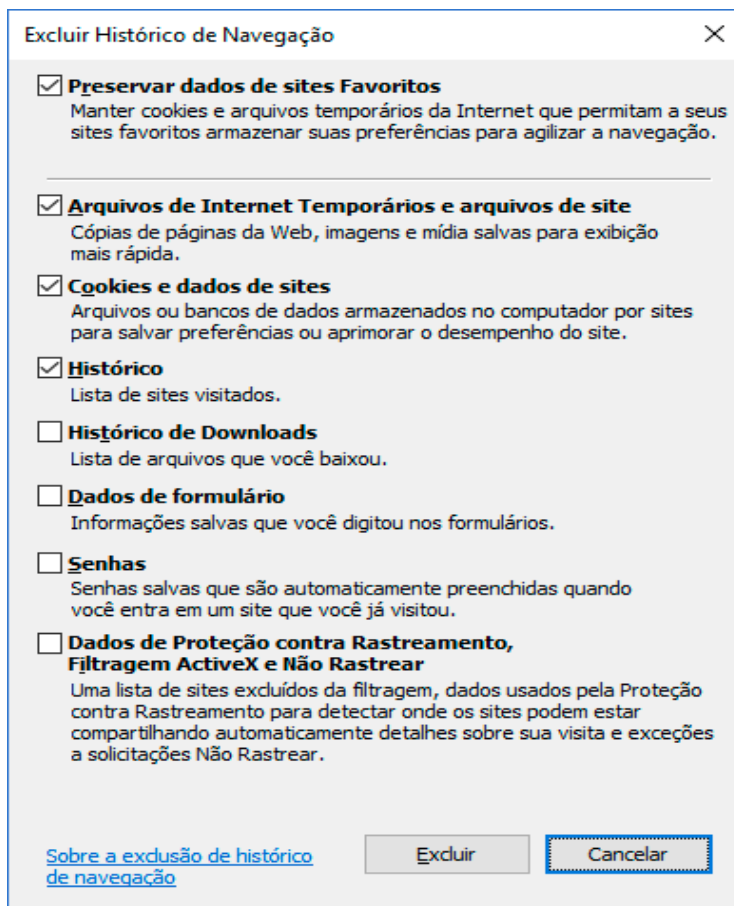 Excluir Histórico de Navegação
Preservar dados de sites Favoritos
Manter cookies e arquivos temporários da Internet que permitam a seus
sites favoritos armazenar suas preferências para agilizar a navegação.
Arquivos de Internet Temporários e arquivos de site
Cópias de páginas da Web, imagens e mídia salvas para exibição
mais rápida.
Cookies e dados de sites
Arquivos ou bancos de dados armazenados no computador por sites
para salvar preferências ou aprimorar o desempenho do site.
Histórico
Lista de sites visitados.
Histórico de Downloads
Lista de arquivos que você baixou.
Dados de formulário
Informações salvas que você digitou nos formulários.
Senhas
Senhas salvas que são automaticamente preenchidas quando
você entra em um site que você já visitou.
Dados de Proteção contra Rastreamento,
Filtragem ActiveX e Não Rastrear
Uma lista de sites excluídos da filtragem, dados usados pela Proteção
contra Rastreamento para detectar onde os sites podem estar
compartilhando automaticamente detalhes sobre sua visita e exceções
a solicitações Não Rastrear.
Sobre a exclusão de histórico
de navegação
Excluir
Cancelar